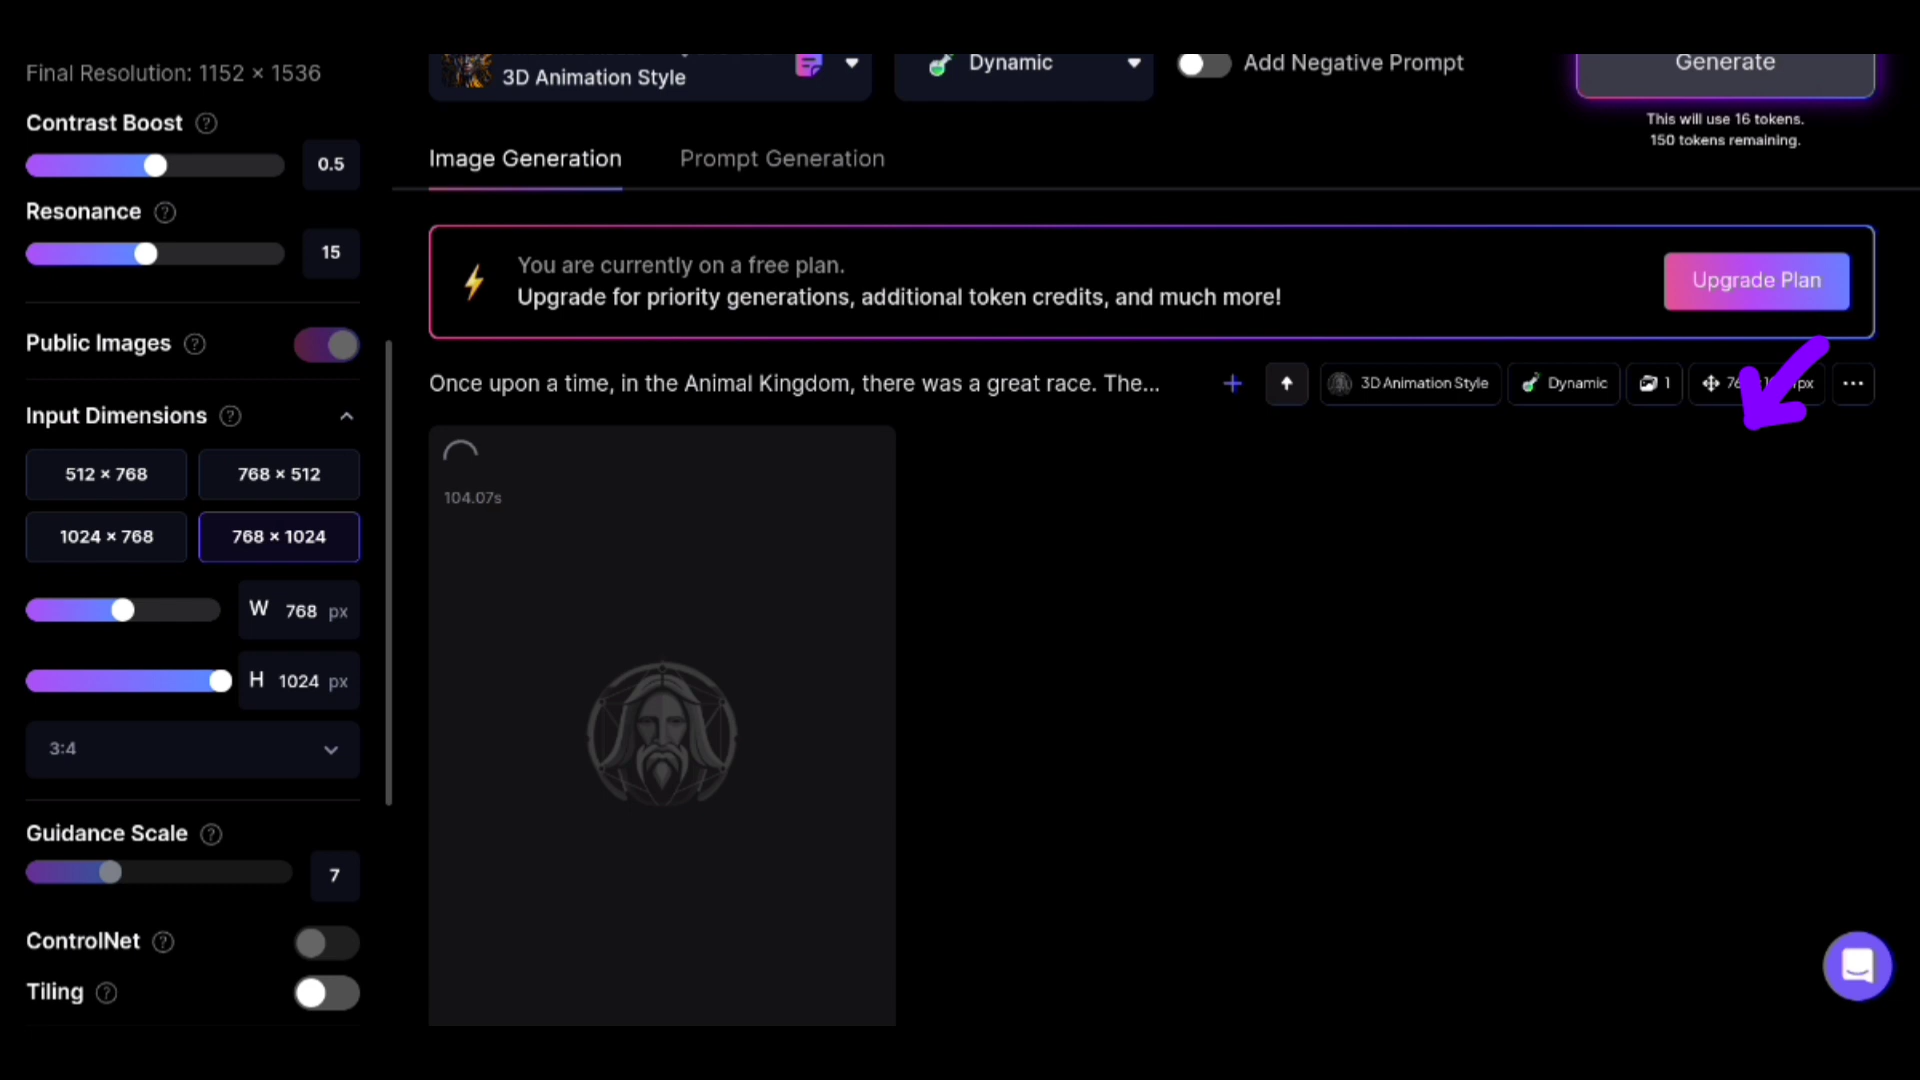 Final Resolution: 1152 × 1536
Contrast Boost ?
0.5
Resonance ?
15
Public Images ?
Input Dimensions ?
512 × 768
768 × 512
1024 × 768
768 × 1024
W 768 px
H 1024 px
3:4
Guidance Scale ?
7
ControlNet ?
Tiling ?
3D Animation Style
Dynamic
Add Negative Prompt
Generate
This will use 16 tokens.
150 tokens remaining.
Image Generation
Prompt Generation
You are currently on a free plan.
Upgrade for priority generations, additional token credits, and much more!
Upgrade Plan
Once upon a time, in the Animal Kingdom, there was a great race. The...
3D Animation Style
Dynamic
1
px
104.07s